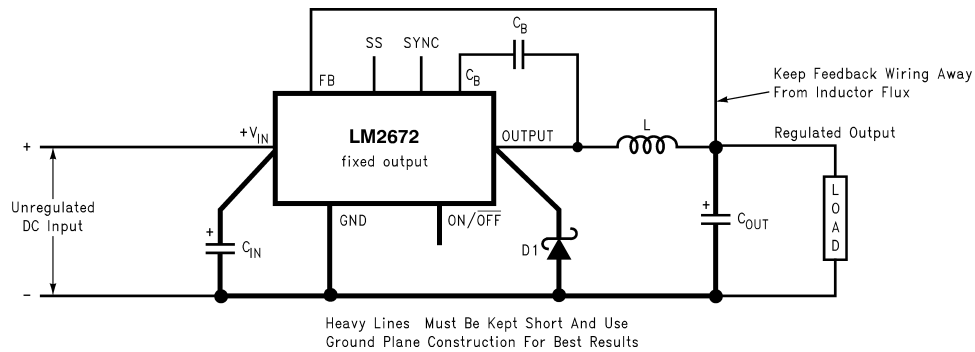 C_B
SS
SYNC
FB
C_B
Keep Feedback Wiring Away
From Inductor Flux
+V_IN
LM2672
fixed output
OUTPUT
L
Regulated Output
+
Unregulated
DC Input
GND
ON/O̅F̅F̅
+
C_IN
D1
+
C_OUT
LOAD
−
Heavy Lines Must Be Kept Short And Use
Ground Plane Construction For Best Results